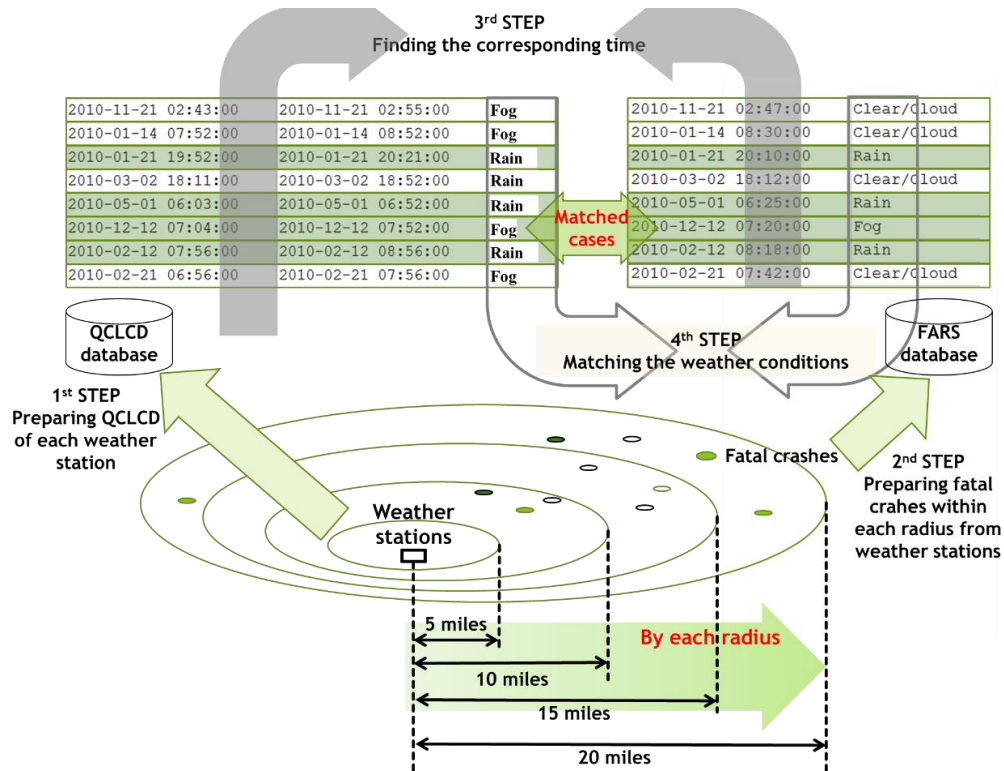 3rd STEP
Finding the corresponding time
2010-11-21 02:43:00 2010-11-21 02:55:00 Fog
2010-01-14 07:52:00 2010-01-14 08:52:00 Fog
2010-01-21 19:52:00 2010-01-21 20:21:00 Rain
2010-03-02 18:11:00 2010-03-02 18:52:00 Rain
2010-05-01 06:03:00 2010-05-01 06:52:00 Rain
2010-12-12 07:04:00 2010-12-12 07:52:00 Fog
2010-02-12 07:56:00 2010-02-12 08:56:00 Rain
2010-02-21 06:56:00 2010-02-21 07:56:00 Fog
Matched
cases
2010-11-21 02:47:00 Clear/Cloud
2010-01-14 08:30:00 Clear/Cloud
2010-01-21 20:10:00 Rain
2010-03-02 18:12:00 Clear/Cloud
2010-05-01 06:25:00 Rain
2010-12-12 07:20:00 Fog
2010-02-12 08:18:00 Rain
2010-02-21 07:42:00 Clear/Cloud
QCLCD
database
4th STEP
Matching the weather conditions
FARS
database
1st STEP
Preparing QCLCD
of each weather
station
Fatal crashes
2nd STEP
Preparing fatal
crahes within
each radius from
weather stations
Weather
stations
5 miles
By each radius
10 miles
15 miles
20 miles